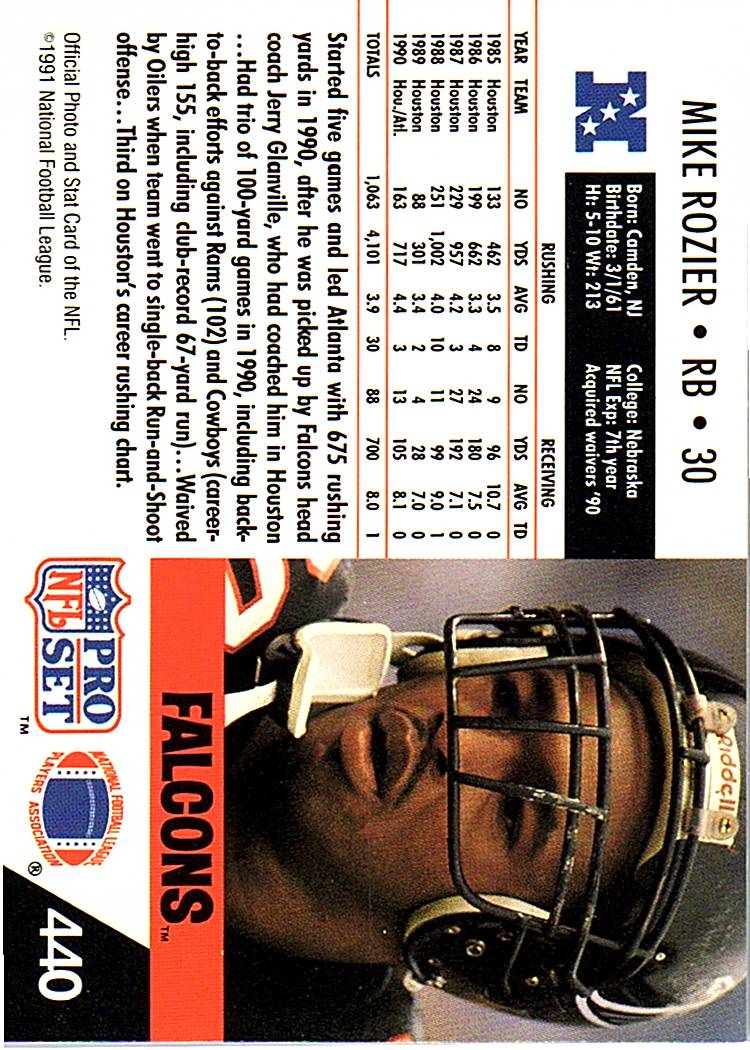 MIKE ROZIER • RB • 30
Born: Camden, NJ College: Nebraska
Birthdate: 3/1/61 NFL Exp: 7th year
Ht: 5-10 Wt: 213 Acquired waivers '90
RUSHING RECEIVING
YEAR TEAM NO YDS AVG TD NO YDS AVG TD
1985 Houston 133 462 3.5 8 9 96 10.7 0
1986 Houston 199 662 3.3 4 24 180 7.5 0
1987 Houston 229 957 4.2 3 27 192 7.1 0
1988 Houston 251 1,002 4.0 10 11 99 9.0 1
1989 Houston 88 301 3.4 2 4 28 7.0 0
1990 Hou./Atl. 163 717 4.4 3 13 105 8.1 0
TOTALS 1,063 4,101 3.9 30 88 700 8.0 1
Started five games and led Atlanta with 675 rushing
yards in 1990, after he was picked up by Falcons head
coach Jerry Glanville, who had coached him in Houston
...Had trio of 100-yard games in 1990, including back-
to-back efforts against Rams (102) and Cowboys (career-
high 155, including club-record 67-yard run)...Waived
by Oilers when team went to single-back Run-and-Shoot
offense...Third on Houston's career rushing chart.
Official Photo and Stat Card of the NFL.
©1991 National Football League.
Riddell
FALCONS™
NFL PRO SET™
NATIONAL FOOTBALL LEAGUE
PLAYERS ASSOCIATION ®
440